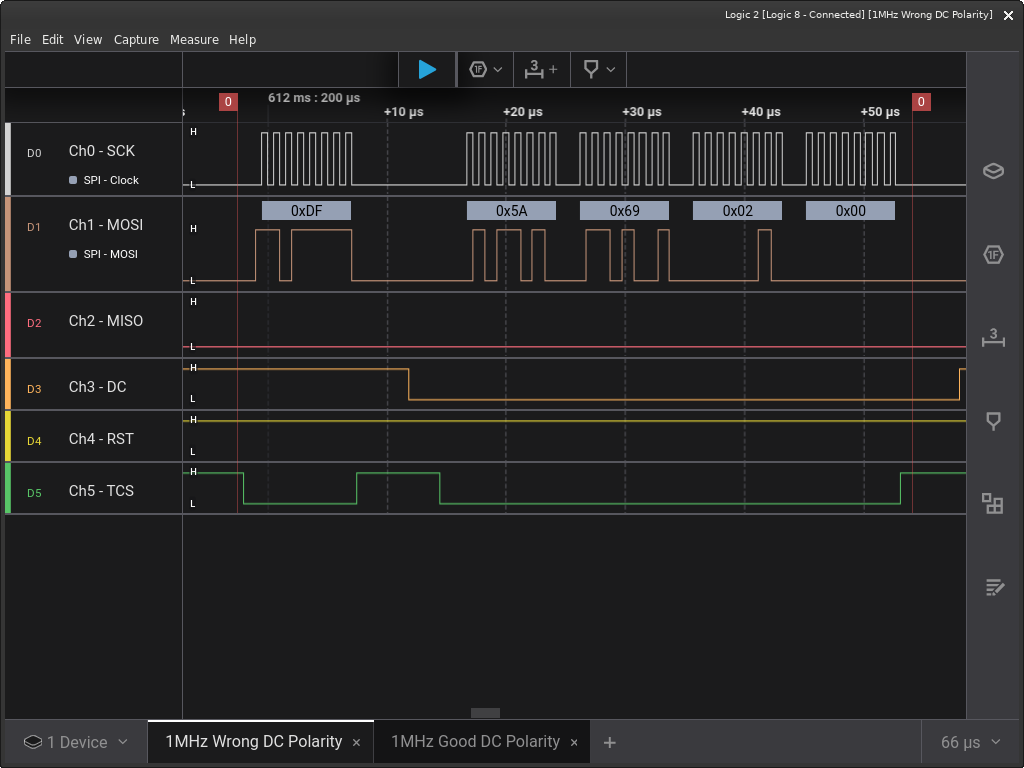 Logic 2 [Logic 8 - Connected] [1MHz Wrong DC Polarity]
File Edit View Capture Measure Help
1F 3 +
0 612 ms : 200 µs 0
s +10 µs +20 µs +30 µs +40 µs +50 µs
H
D0 Ch0 - SCK
SPI - Clock L
0xDF 0x5A 0x69 0x02 0x00
D1 Ch1 - MOSI H
SPI - MOSI
L
H
D2 Ch2 - MISO
L
H
D3 Ch3 - DC
L
H
D4 Ch4 - RST
L
H
D5 Ch5 - TCS
L
1F
3
1 Device 1MHz Wrong DC Polarity × 1MHz Good DC Polarity × + 66 µs